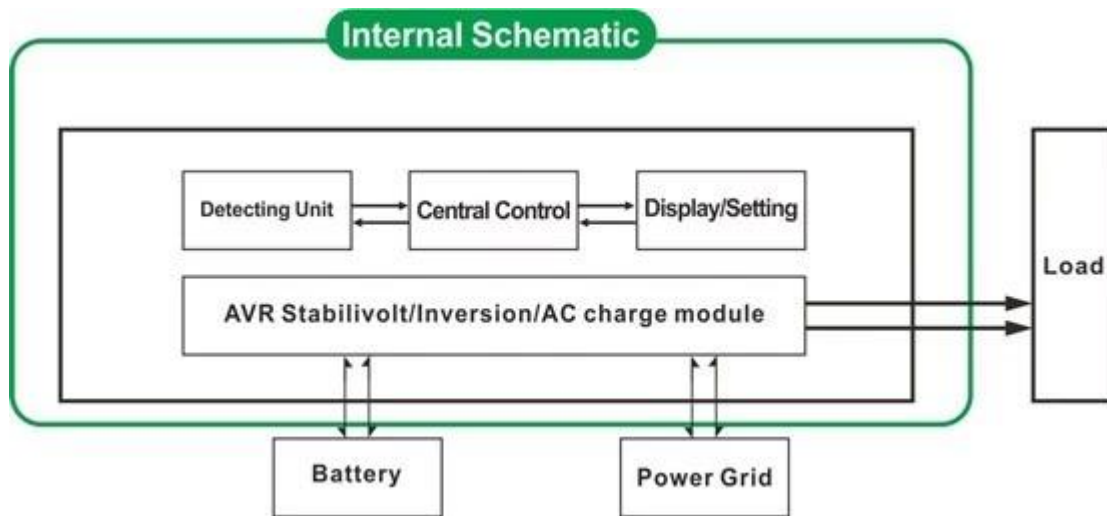 Internal Schematic
Detecting Unit
Central Control
Display/Setting
Load
AVR Stabilivolt/Inversion/AC charge module
Battery
Power Grid